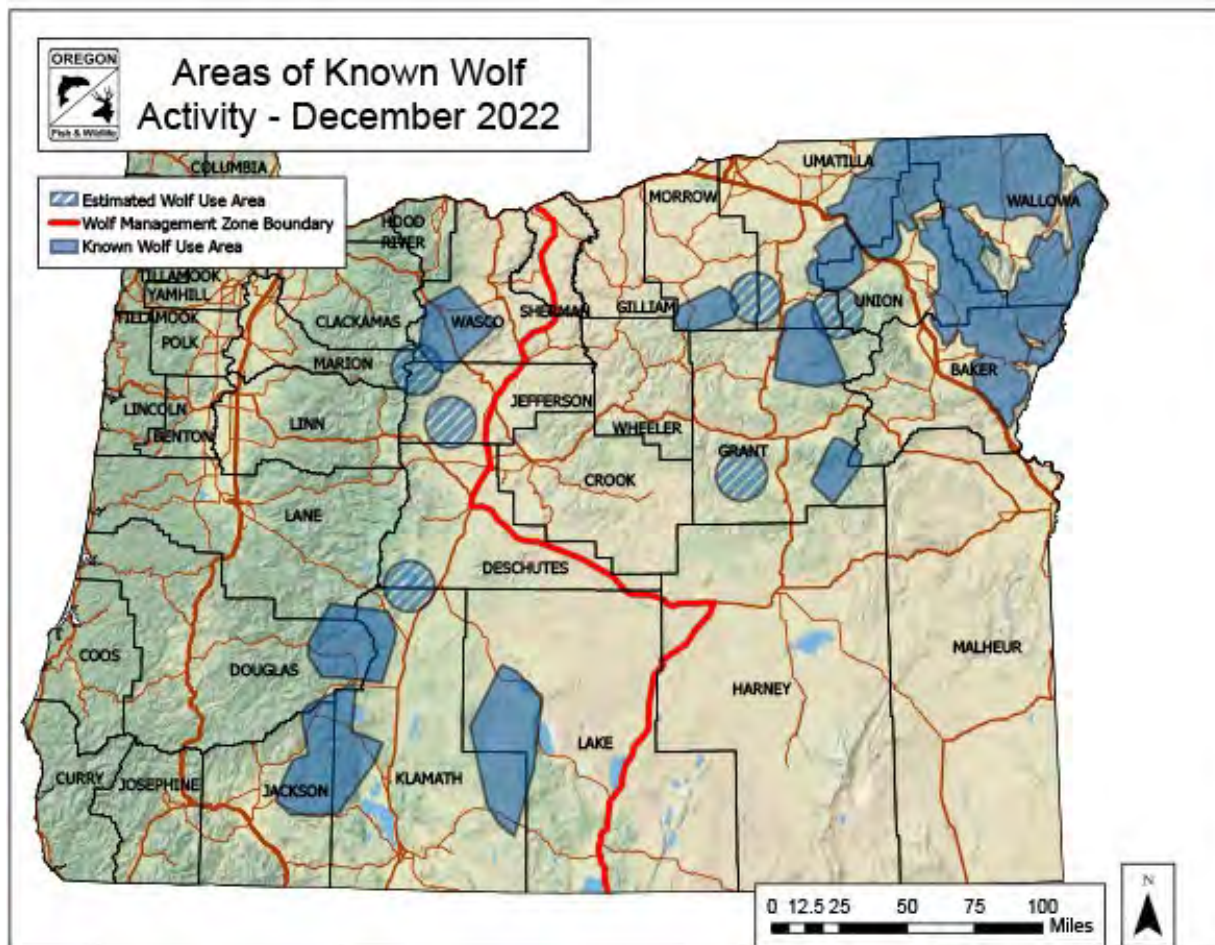 OREGON
Fish & Wildlife
Areas of Known Wolf
Activity - December 2022
Estimated Wolf Use Area
Wolf Management Zone Boundary
Known Wolf Use Area
COLUMBIA
UMATILLA
MORROW
WALLOWA
HOOD
RIVER
TILLAMOOK
YAMHILL
CLACKAMAS
WASCO
SHERMAN
GILLIAM
UNION
TILLAMOOK
POLK
MARION
BAKER
LINCOLN
BENTON
LINN
JEFFERSON
WHEELER
GRANT
CROOK
LANE
DESCHUTES
COOS
DOUGLAS
MALHEUR
HARNEY
LAKE
CURRY
JOSEPHINE
JACKSON
KLAMATH
N
0 12.5 25 50 75 100
Miles